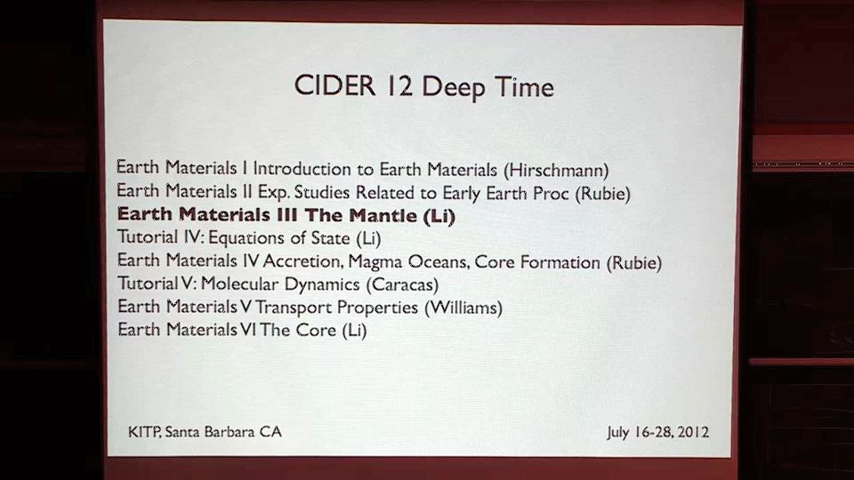 CIDER 12 Deep Time
Earth Materials I Introduction to Earth Materials (Hirschmann)
Earth Materials II Exp. Studies Related to Early Earth Proc (Rubie)
Earth Materials III The Mantle (Li)
Tutorial IV: Equations of State (Li)
Earth Materials IV Accretion, Magma Oceans, Core Formation (Rubie)
Tutorial V: Molecular Dynamics (Caracas)
Earth Materials V Transport Properties (Williams)
Earth Materials VI The Core (Li)
KITP, Santa Barbara CA
July 16-28, 2012